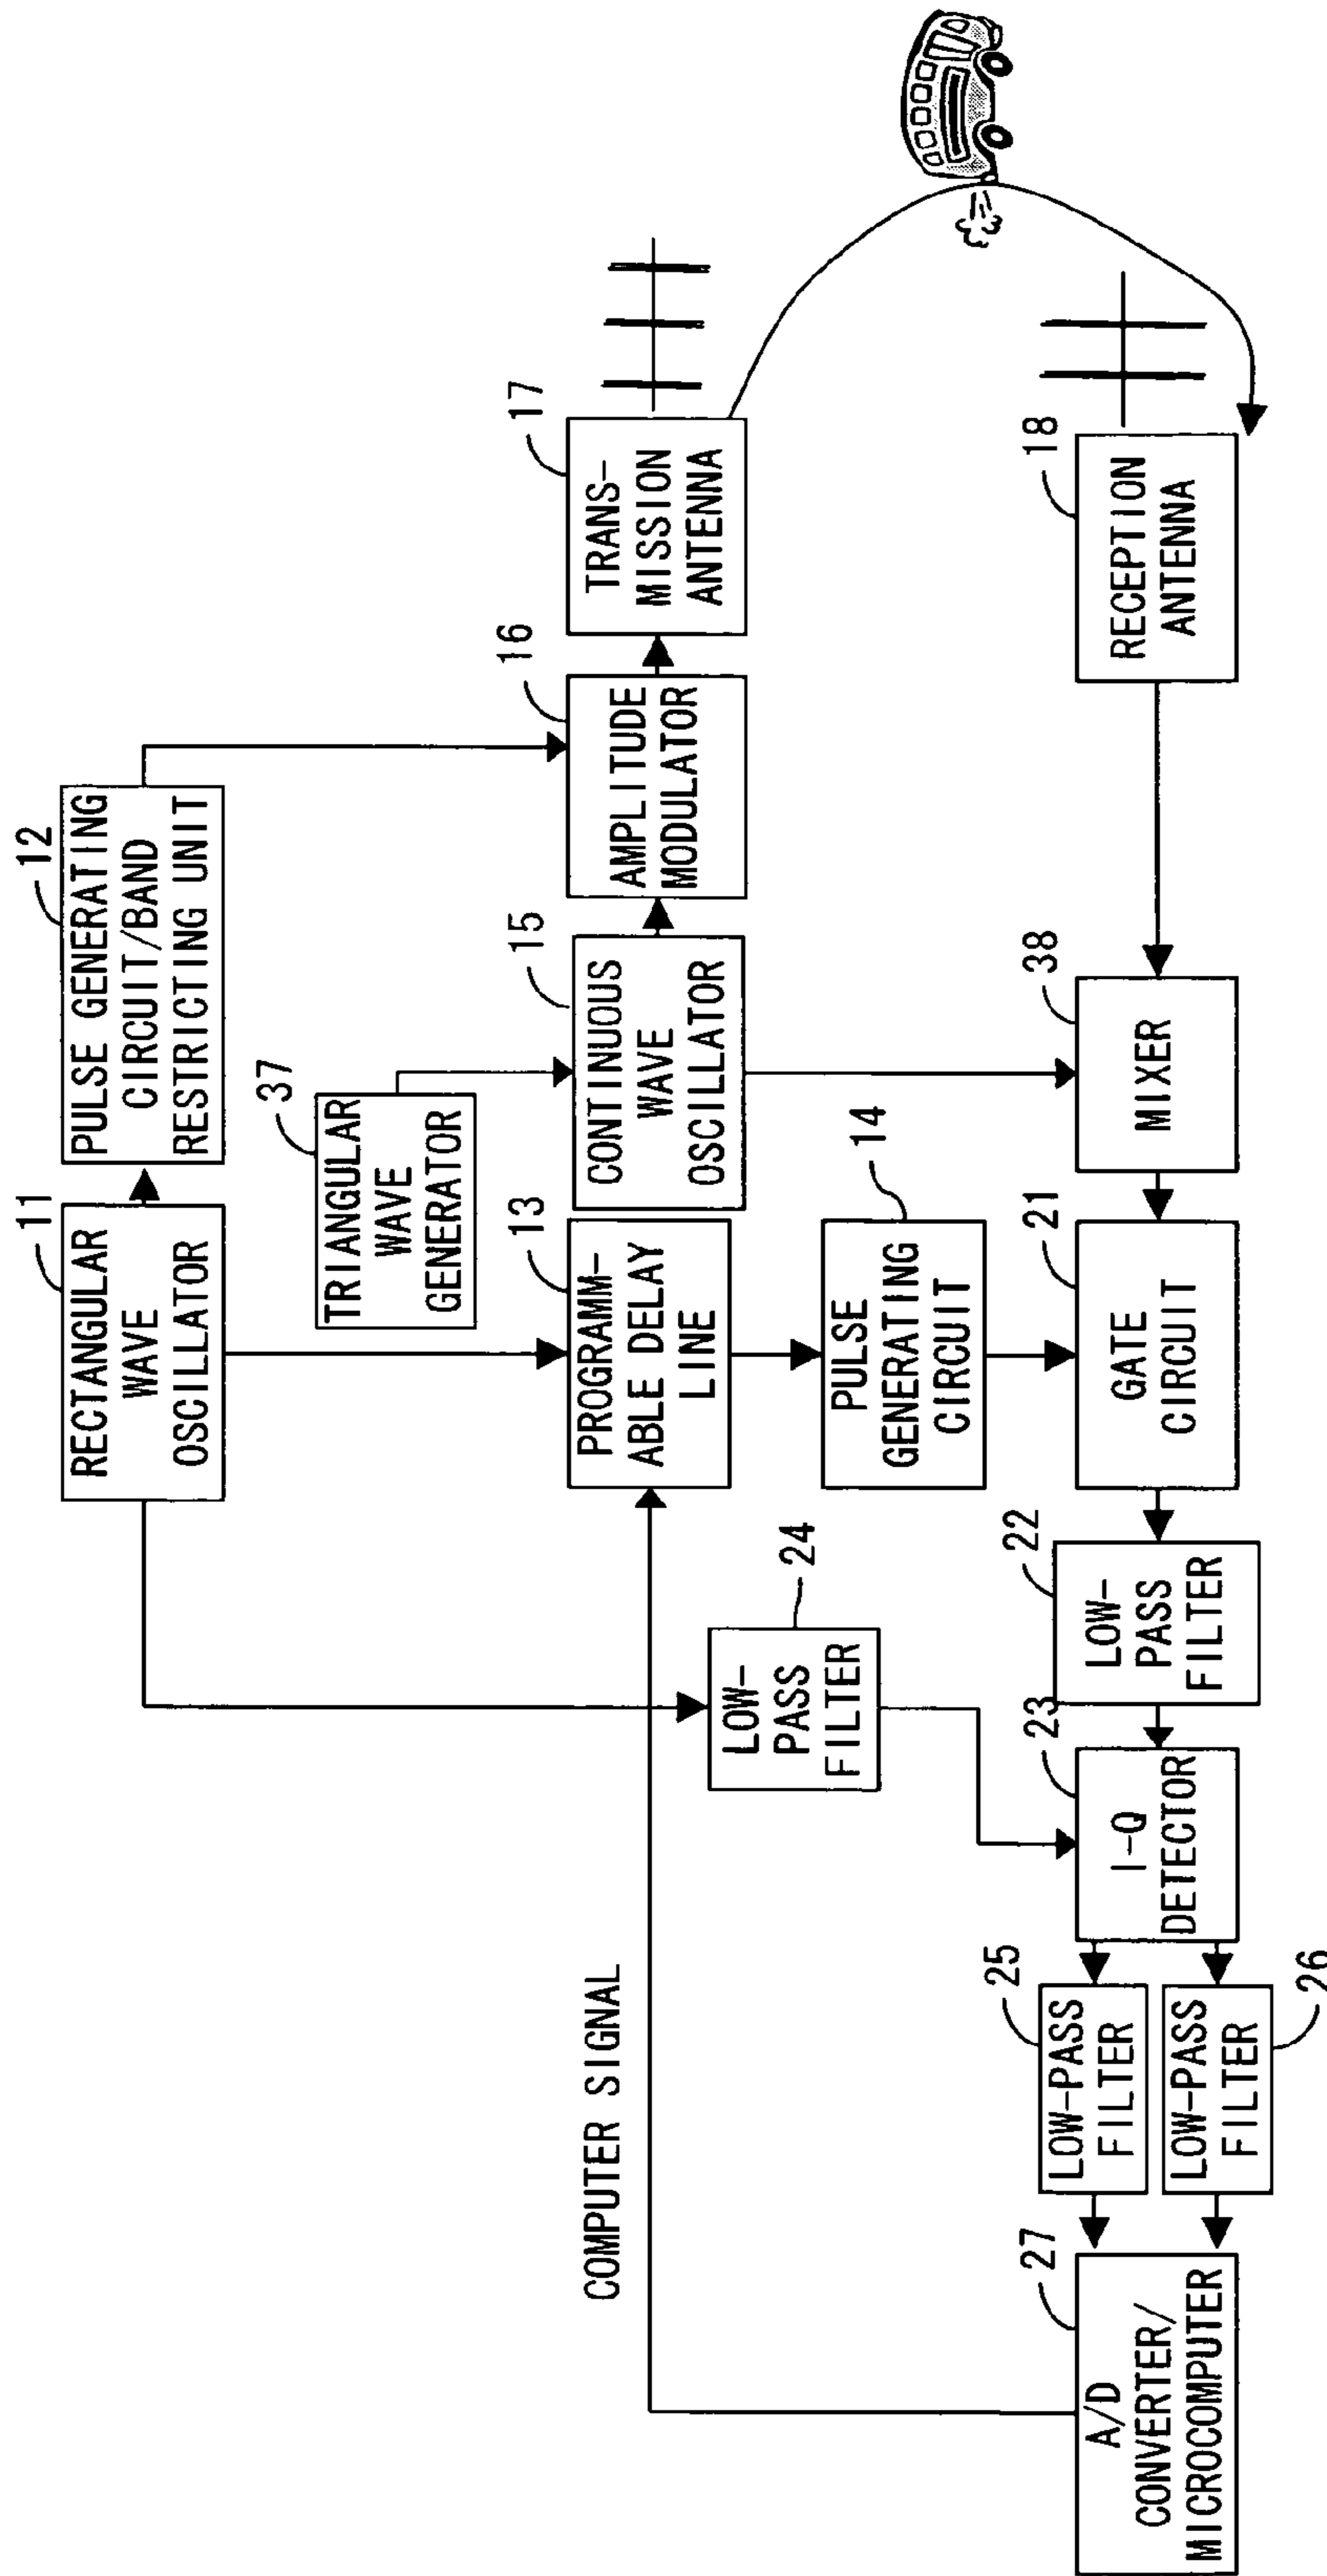 11
RECTANGULAR
WAVE
OSCILLATOR
12
PULSE GENERATING
CIRCUIT/BAND
RESTRICTING UNIT
37
TRIANGULAR
WAVE
GENERATOR
13
PROGRAMM-
ABLE DELAY
LINE
15
CONTINUOUS
WAVE
OSCILLATOR
16
AMPLITUDE
MODULATOR
17
TRANS-
MISSION
ANTENNA
COMPUTER SIGNAL
24
LOW-
PASS
FILTER
14
PULSE
GENERATING
CIRCUIT
27
A/D
CONVERTER/
MICROCOMPUTER
25
LOW-PASS
FILTER
26
LOW-PASS
FILTER
23
I-Q
DETECTOR
22
LOW-
PASS
FILTER
21
GATE
CIRCUIT
38
MIXER
18
RECEPTION
ANTENNA